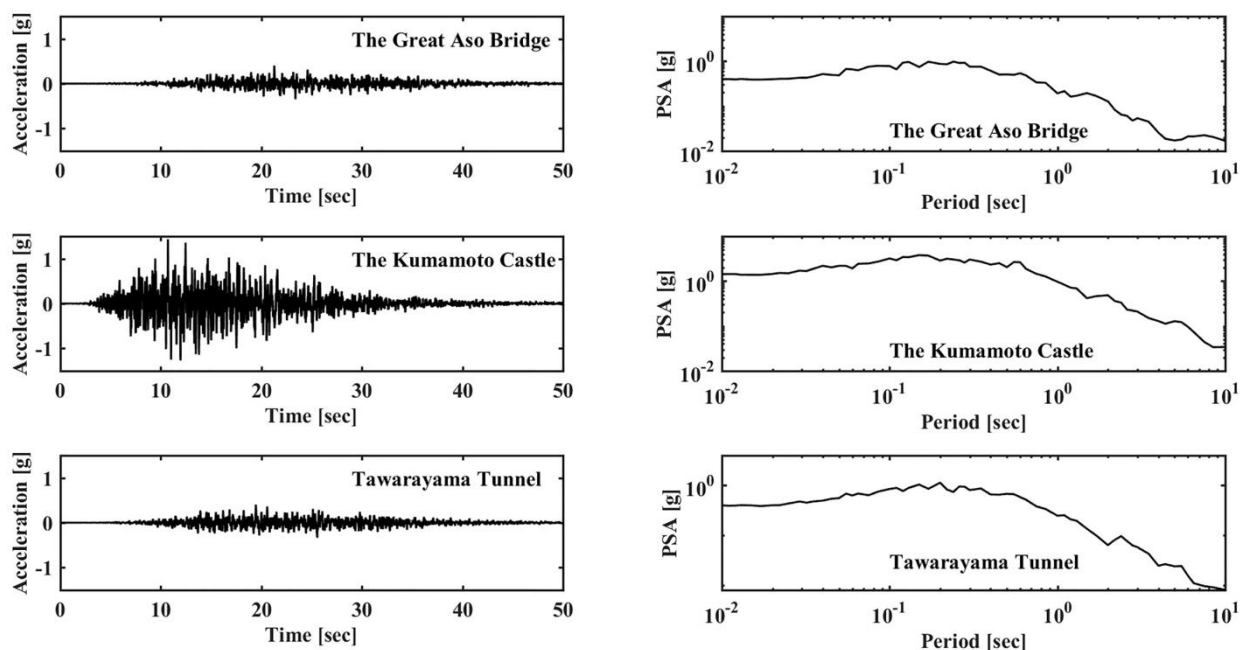 Acceleration [g]
1
0
-1
The Great Aso Bridge
0 10 20 30 40 50
Time [sec]
PSA [g]
10^0
10^-2
The Great Aso Bridge
10^-2 10^-1 10^0 10^1
Period [sec]
Acceleration [g]
1
0
-1
The Kumamoto Castle
0 10 20 30 40 50
Time [sec]
PSA [g]
10^0
10^-2
The Kumamoto Castle
10^-2 10^-1 10^0 10^1
Period [sec]
Acceleration [g]
1
0
-1
Tawarayama Tunnel
0 10 20 30 40 50
Time [sec]
PSA [g]
10^0
Tawarayama Tunnel
10^-2 10^-1 10^0 10^1
Period [sec]